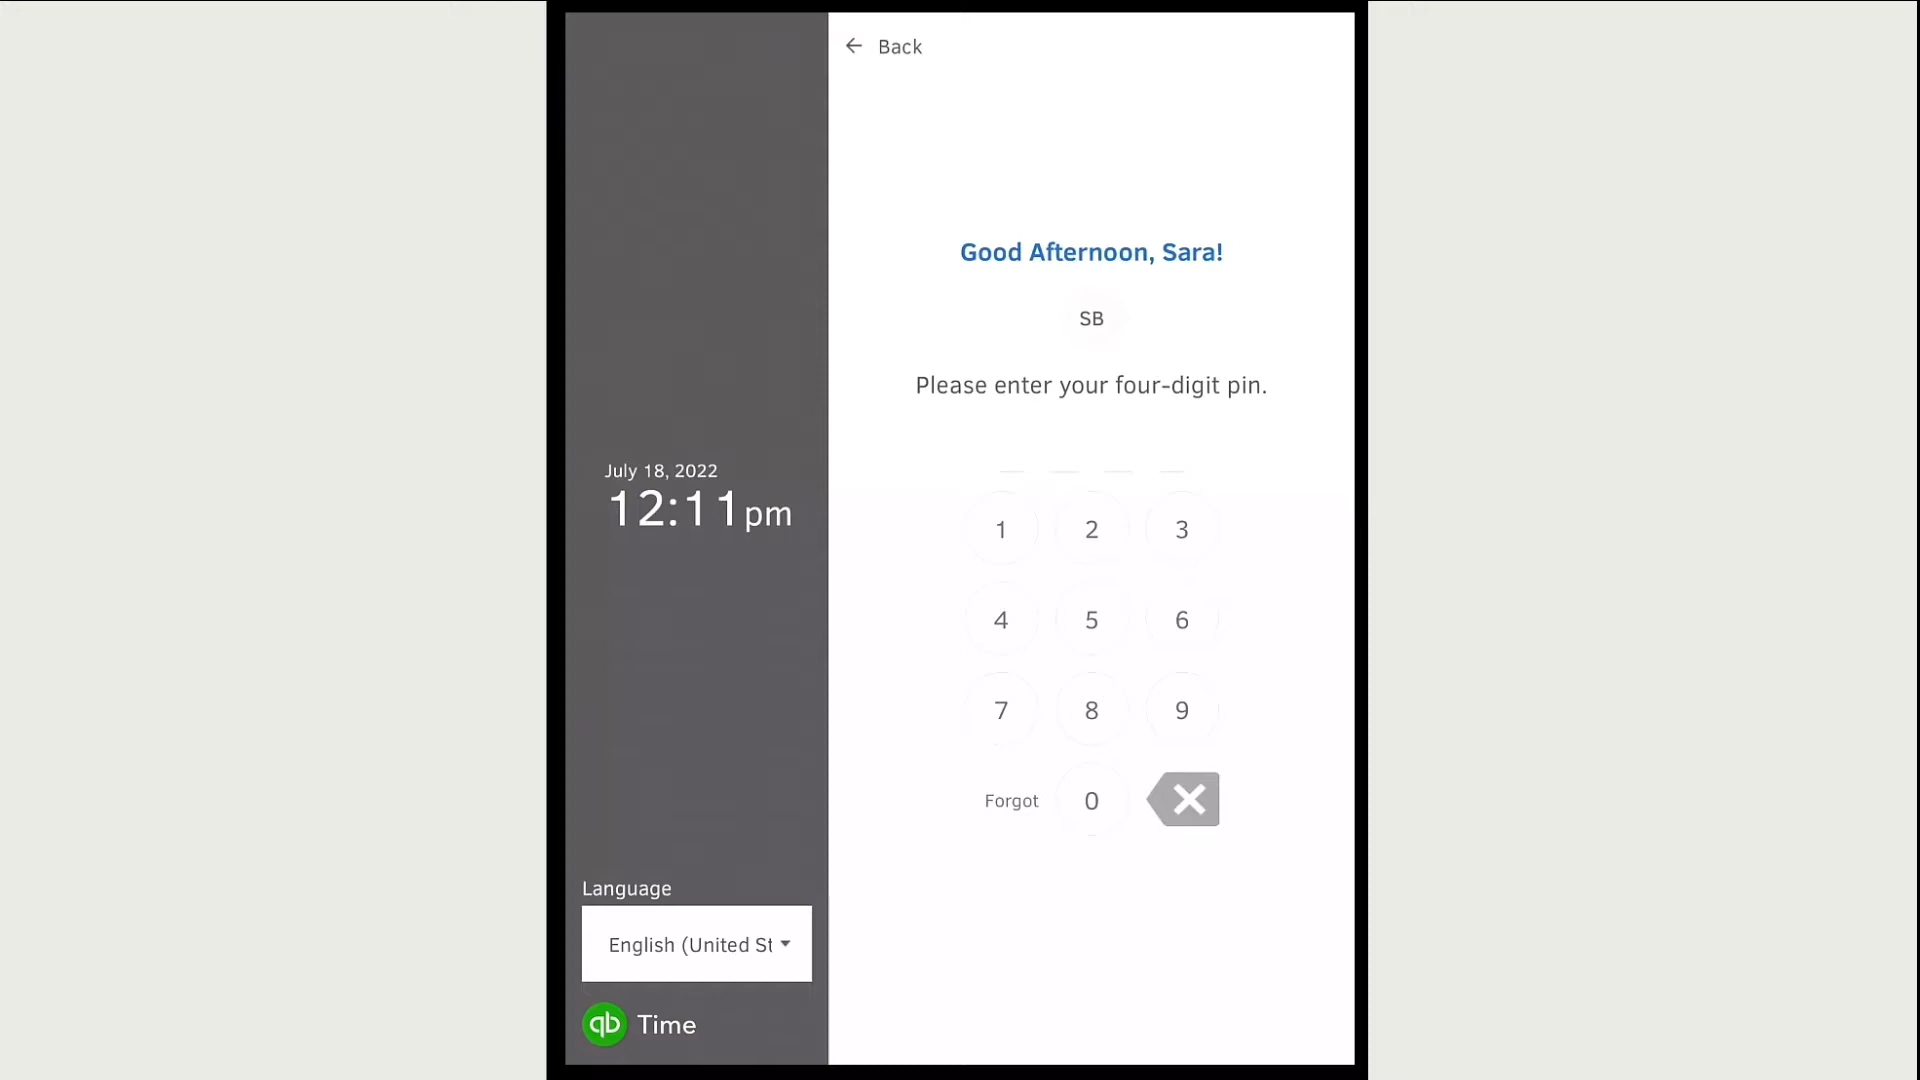 ← Back
Good Afternoon, Sara!
SB
Please enter your four-digit pin.
July 18, 2022
12:11pm
1 2 3
4 5 6
7 8 9
Forgot 0
Language
English (United St
qb Time